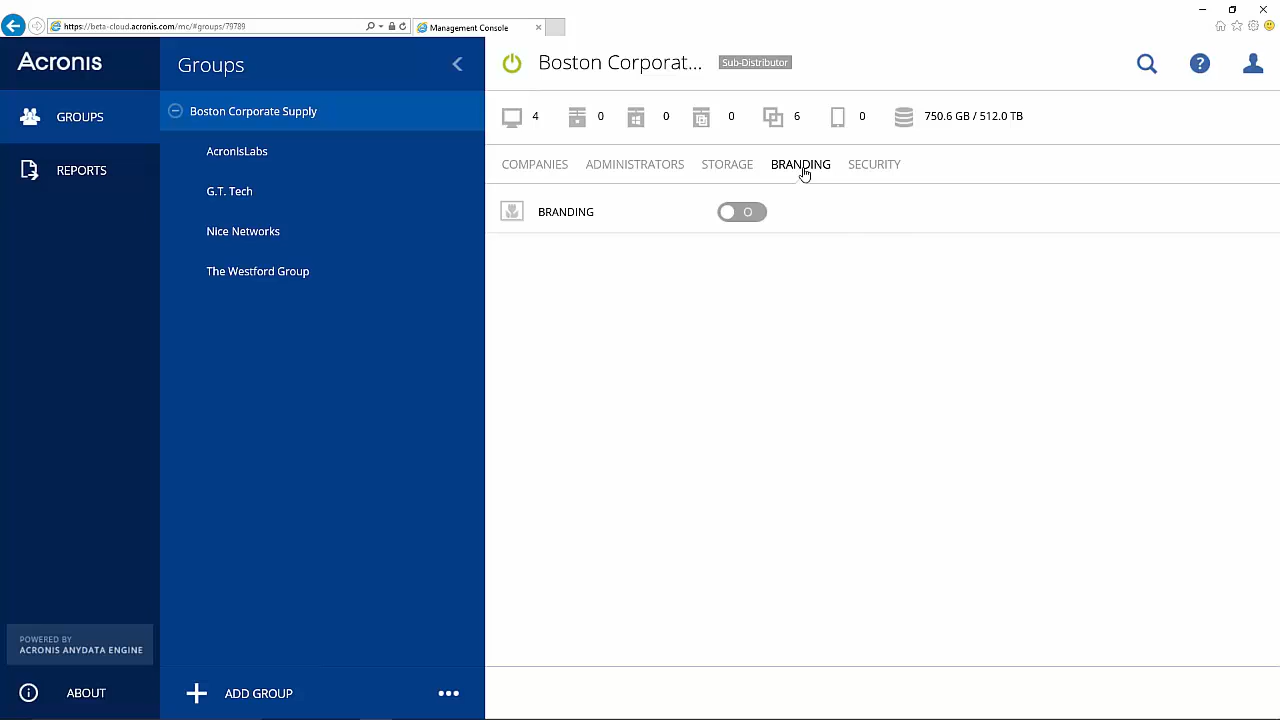 https://beta-cloud.acronis.com/mc/#groups/79789
Management Console
Acronis
GROUPS
REPORTS
POWERED BY
ACRONIS ANYDATA ENGINE
ABOUT
Groups
Boston Corporate Supply
AcronisLabs
G.T. Tech
Nice Networks
The Westford Group
ADD GROUP
Boston Corporat... Sub-Distributor
4 0 0 0 6 0 750.6 GB / 512.0 TB
COMPANIES ADMINISTRATORS STORAGE BRANDING SECURITY
BRANDING